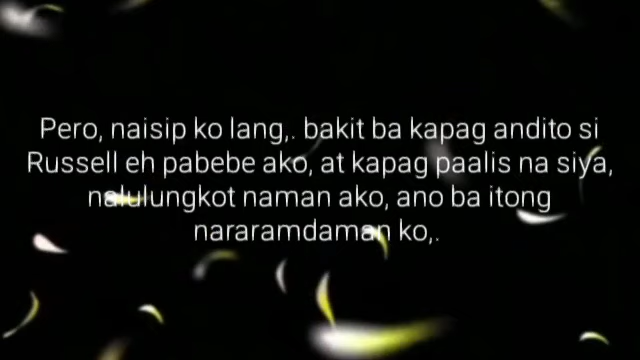 Pero, naisip ko lang,. bakit ba kapag andito si
Russell eh pabebe ako, at kapag paalis na siya,
nalulungkot naman ako, ano ba itong
nararamdaman ko,.